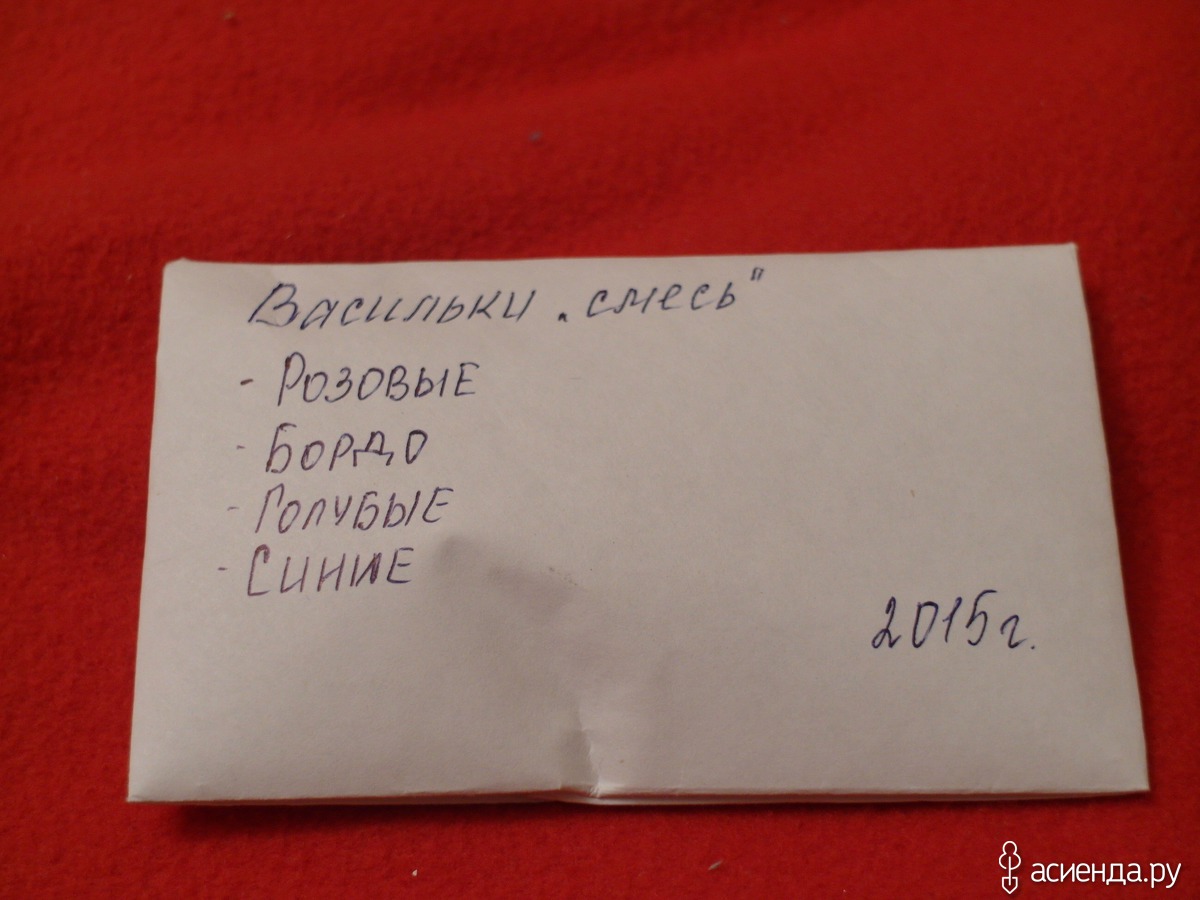 Васильки „смесь"
- Розовые
- Бордо
- Голубые
- Синие
2015г.
асиенда.ру